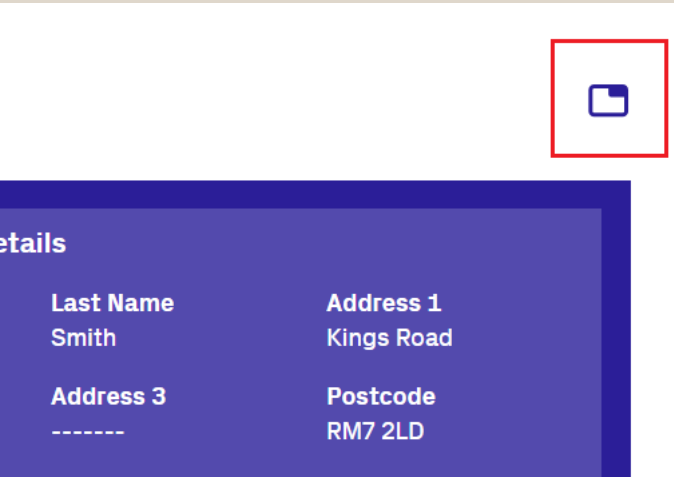 etails
Last Name
Address 1
Smith
Kings Road
Address 3
Postcode
-------
RM7 2LD